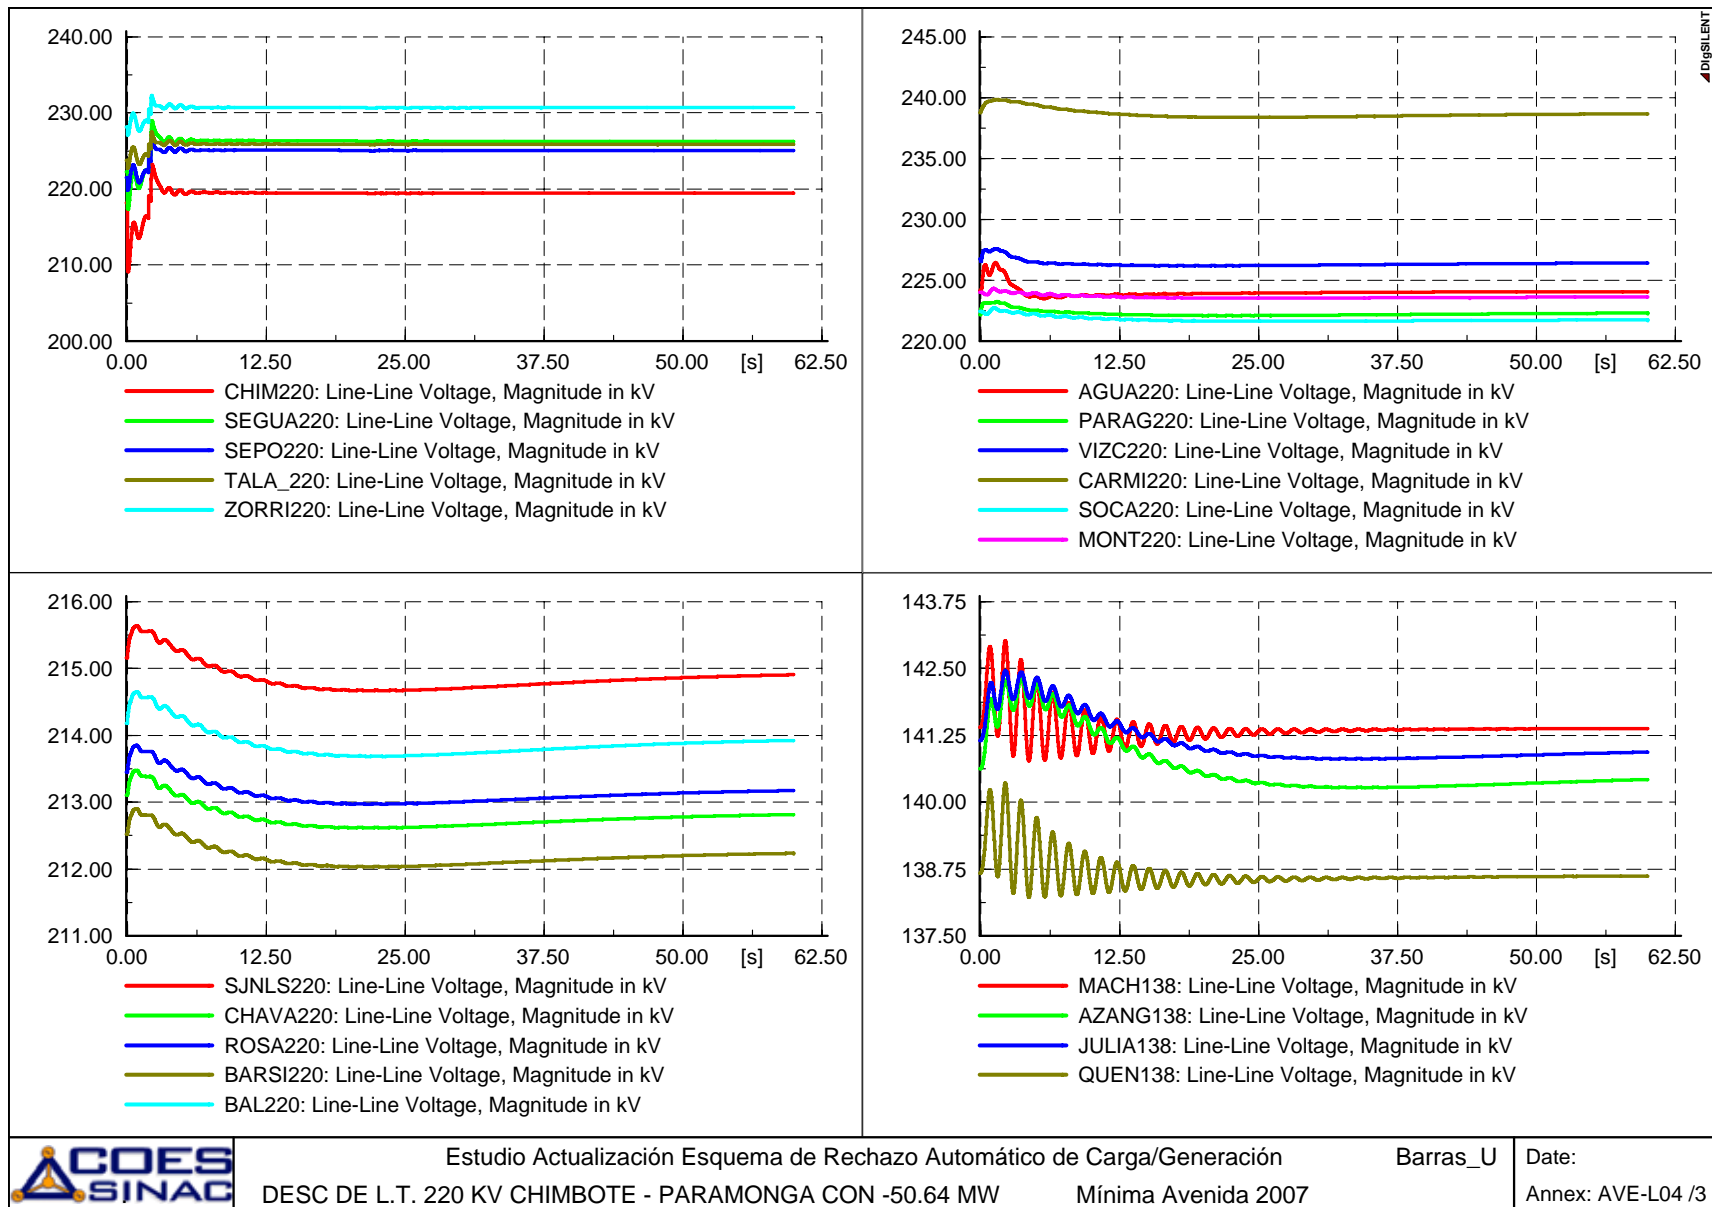 DIgSILENT
240.00
230.00
220.00
210.00
200.00
0.00 12.50 25.00 37.50 50.00 [s] 62.50
CHIM220: Line-Line Voltage, Magnitude in kV
SEGUA220: Line-Line Voltage, Magnitude in kV
SEPO220: Line-Line Voltage, Magnitude in kV
TALA_220: Line-Line Voltage, Magnitude in kV
ZORRI220: Line-Line Voltage, Magnitude in kV
245.00
240.00
235.00
230.00
225.00
220.00
0.00 12.50 25.00 37.50 50.00 [s] 62.50
AGUA220: Line-Line Voltage, Magnitude in kV
PARAG220: Line-Line Voltage, Magnitude in kV
VIZC220: Line-Line Voltage, Magnitude in kV
CARMI220: Line-Line Voltage, Magnitude in kV
SOCA220: Line-Line Voltage, Magnitude in kV
MONT220: Line-Line Voltage, Magnitude in kV
216.00
215.00
214.00
213.00
212.00
211.00
0.00 12.50 25.00 37.50 50.00 [s] 62.50
SJNLS220: Line-Line Voltage, Magnitude in kV
CHAVA220: Line-Line Voltage, Magnitude in kV
ROSA220: Line-Line Voltage, Magnitude in kV
BARSI220: Line-Line Voltage, Magnitude in kV
BAL220: Line-Line Voltage, Magnitude in kV
143.75
142.50
141.25
140.00
138.75
137.50
0.00 12.50 25.00 37.50 50.00 [s] 62.50
MACH138: Line-Line Voltage, Magnitude in kV
AZANG138: Line-Line Voltage, Magnitude in kV
JULIA138: Line-Line Voltage, Magnitude in kV
QUEN138: Line-Line Voltage, Magnitude in kV
COES
SINAC
Estudio Actualización Esquema de Rechazo Automático de Carga/Generación Barras_U
DESC DE L.T. 220 KV CHIMBOTE - PARAMONGA CON -50.64 MW Mínima Avenida 2007
Date:
Annex: AVE-L04 /3